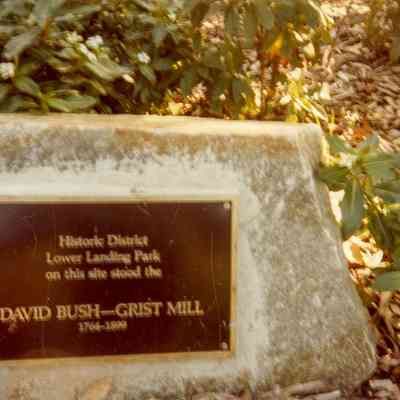 Historic District
Lower Landing Park
on this site stood the
DAVID BUSH—GRIST MILL
1764-1899